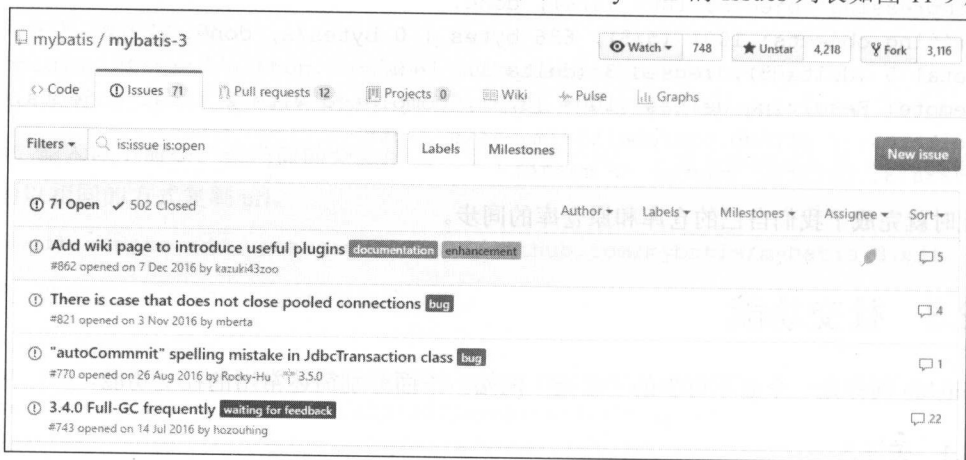 的 Issues 列表如图
mybatis / mybatis-3
Watch 748 Unstar 4,218 Fork 3,116
Code Issues 71 Pull requests 12 Projects 0 Wiki Pulse Graphs
Filters is:issue is:open Labels Milestones New issue
71 Open 502 Closed Author Labels Milestones Assignee Sort
Add wiki page to introduce useful plugins documentation enhancement 5
#862 opened on 7 Dec 2016 by kazuki43zoo
There is case that does not close pooled connections bug 4
#821 opened on 3 Nov 2016 by mberta
"autoCommmit" spelling mistake in JdbcTransaction class bug 1
#770 opened on 26 Aug 2016 by Rocky-Hu 3.5.0
3.4.0 Full-GC frequently waiting for feedback 22
#743 opened on 14 Jul 2016 by hozouhing